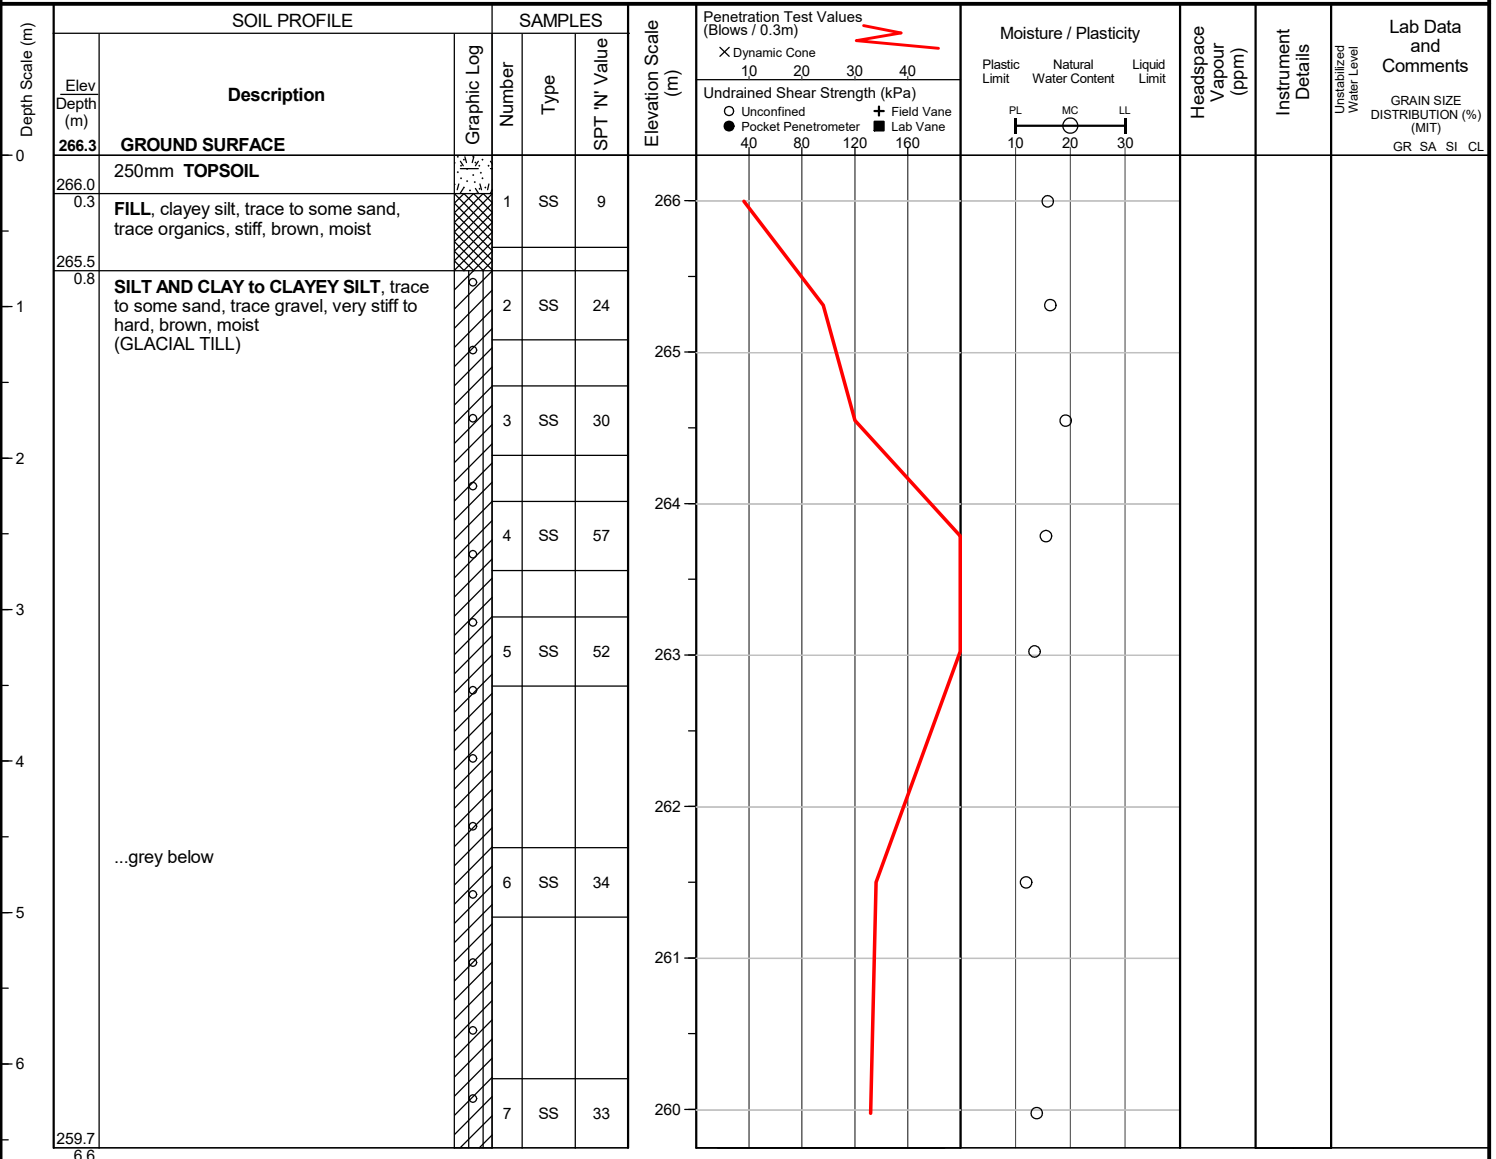 Depth Scale (m)
SOIL PROFILE
Elev
Depth
(m)
Description
Graphic Log
266.3 GROUND SURFACE
SAMPLES
Number
Type
SPT 'N' Value
Elevation Scale
(m)
Penetration Test Values
(Blows / 0.3m)
× Dynamic Cone
10 20 30 40
Undrained Shear Strength (kPa)
Unconfined + Field Vane
Pocket Penetrometer Lab Vane
40 80 120 160
Moisture / Plasticity
Plastic
Limit
Natural
Water Content
Liquid
Limit
PL MC LL
10 20 30
Headspace
Vapour
(ppm)
Instrument
Details
Unstabilized
Water Level
Lab Data
and
Comments
GRAIN SIZE
DISTRIBUTION (%)
(MIT)
GR SA SI CL
0
250mm TOPSOIL
266.0
0.3
FILL, clayey silt, trace to some sand,
trace organics, stiff, brown, moist
1 SS 9
266
265.5
0.8
SILT AND CLAY to CLAYEY SILT, trace
to some sand, trace gravel, very stiff to
hard, brown, moist
(GLACIAL TILL)
1
2 SS 24
265
3 SS 30
2
264
4 SS 57
3
5 SS 52
263
4
262
...grey below
6 SS 34
5
261
6
7 SS 33
260
259.7
6.6